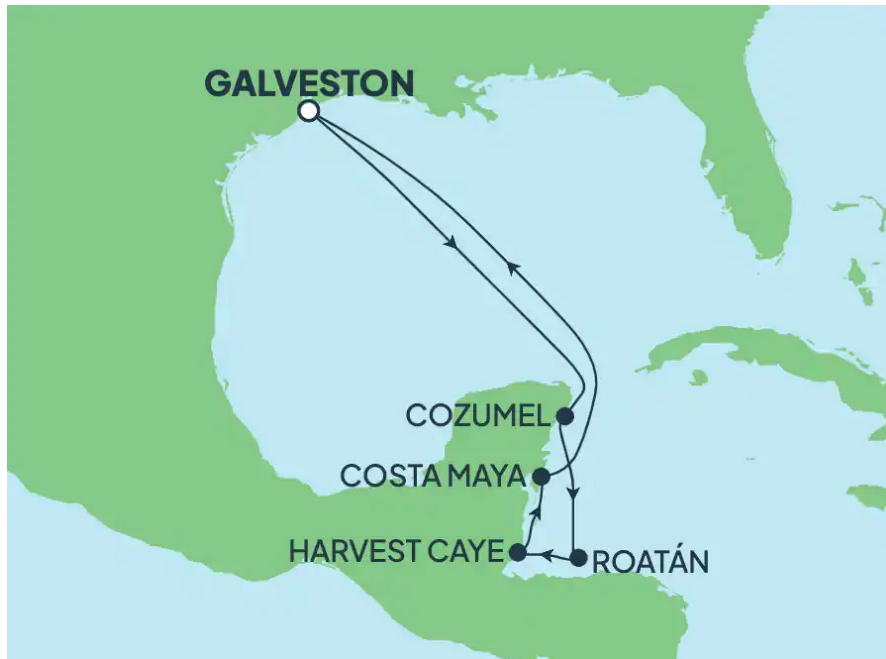 GALVESTON
COZUMEL
COSTA MAYA
HARVEST CAYE
ROATÁN